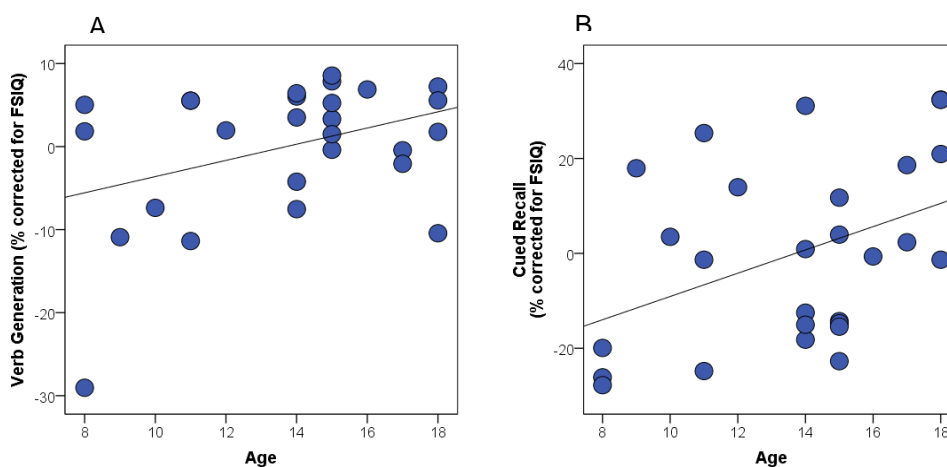 A
Verb Generation (% corrected for FSIQ)
10
0
-10
-20
-30
8 10 12 14 16 18
Age
B
Cued Recall
(% corrected for FSIQ)
40
20
0
-20
8 10 12 14 16 18
Age